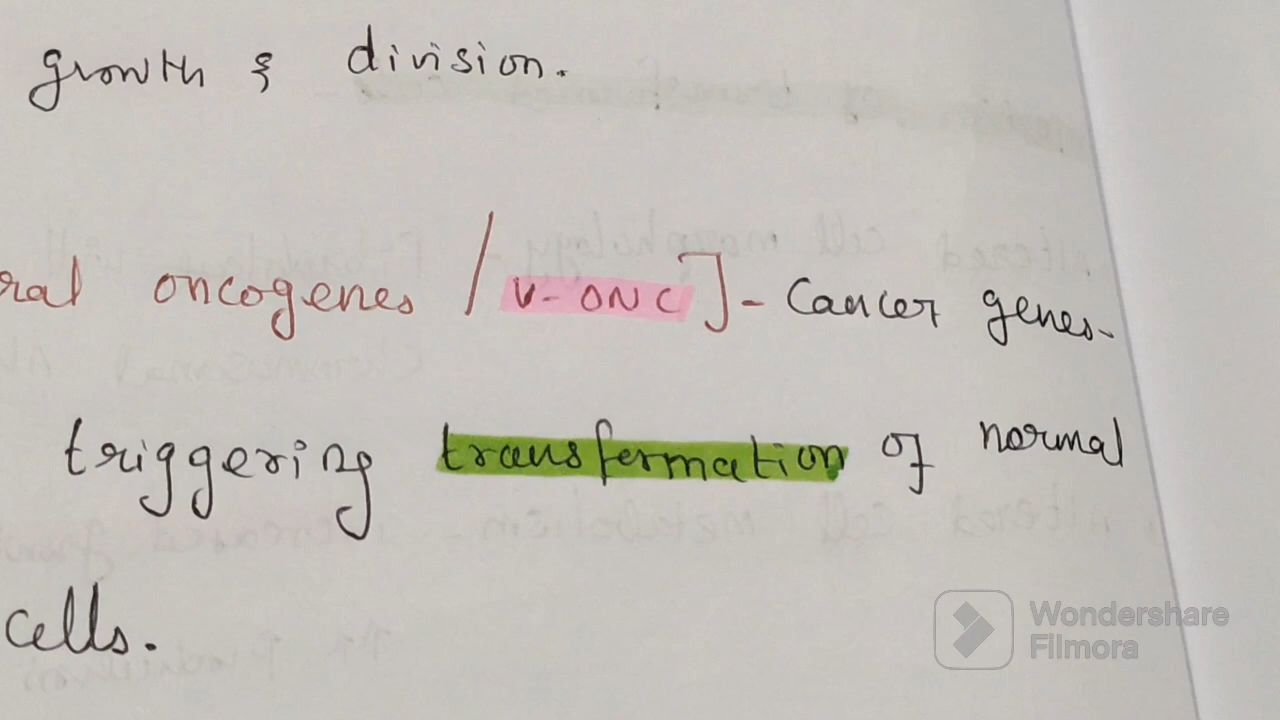 growth & division.
ral oncogenes / V-ONC] - Cancer genes.
triggering transformation of normal
cells.
Wondershare
Filmora